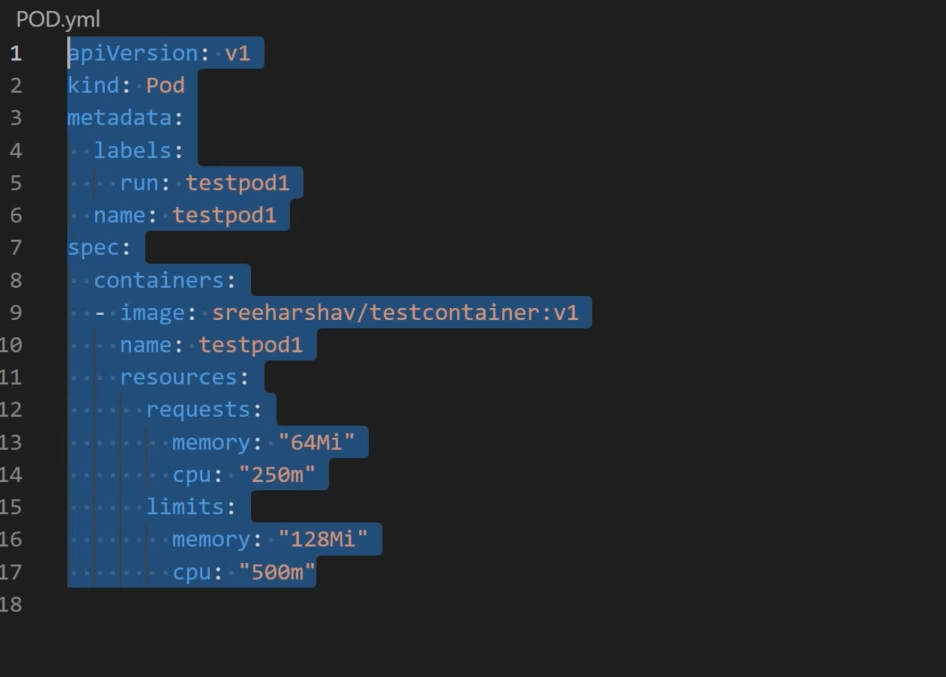 POD.yml
1 apiVersion: v1
2 kind: Pod
3 metadata:
4   labels:
5     run: testpod1
6   name: testpod1
7 spec:
8   containers:
9   - image: sreeharshav/testcontainer:v1
10     name: testpod1
11     resources:
12       requests:
13         memory: "64Mi"
14         cpu: "250m"
15       limits:
16         memory: "128Mi"
17         cpu: "500m"
18